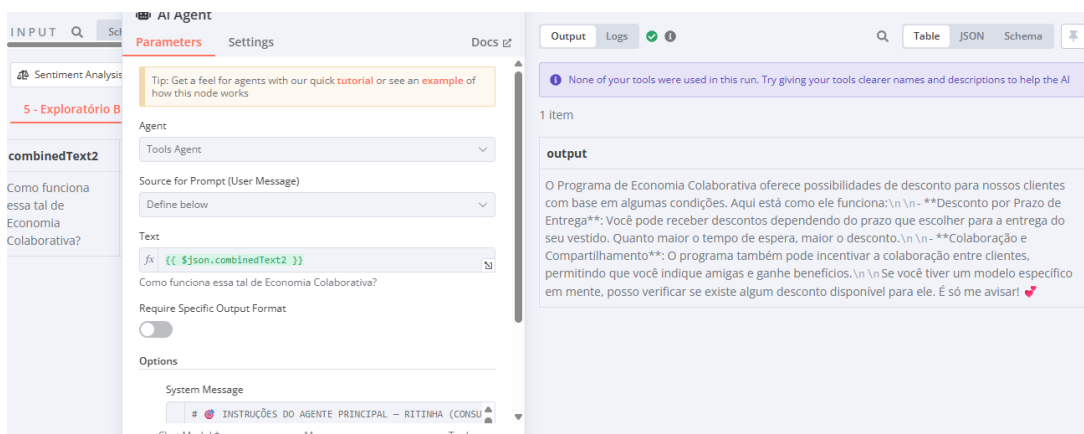 AI Agent
INPUT
Parameters
Settings
Docs
Output
Logs
Table
JSON
Schema
Sentiment Analysis
5 - Exploratório B
Tip: Get a feel for agents with our quick tutorial or see an example of
how this node works
None of your tools were used in this run. Try giving your tools clearer names and descriptions to help the AI
1 item
Agent
Tools Agent
combinedText2
Como funciona
essa tal de
Economia
Colaborativa?
Source for Prompt (User Message)
Define below
Text
fx {{ $json.combinedText2 }}
Como funciona essa tal de Economia Colaborativa?
Require Specific Output Format
Options
System Message
# 🎯 INSTRUÇÕES DO AGENTE PRINCIPAL — RITINHA (CONSU
output
O Programa de Economia Colaborativa oferece possibilidades de desconto para nossos clientes
com base em algumas condições. Aqui está como ele funciona:\n\n- **Desconto por Prazo de
Entrega**: Você pode receber descontos dependendo do prazo que escolher para a entrega do
seu vestido. Quanto maior o tempo de espera, maior o desconto.\n\n- **Colaboração e
Compartilhamento**: O programa também pode incentivar a colaboração entre clientes,
permitindo que você indique amigas e ganhe benefícios.\n\nSe você tiver um modelo específico
em mente, posso verificar se existe algum desconto disponível para ele. É só me avisar! 💕